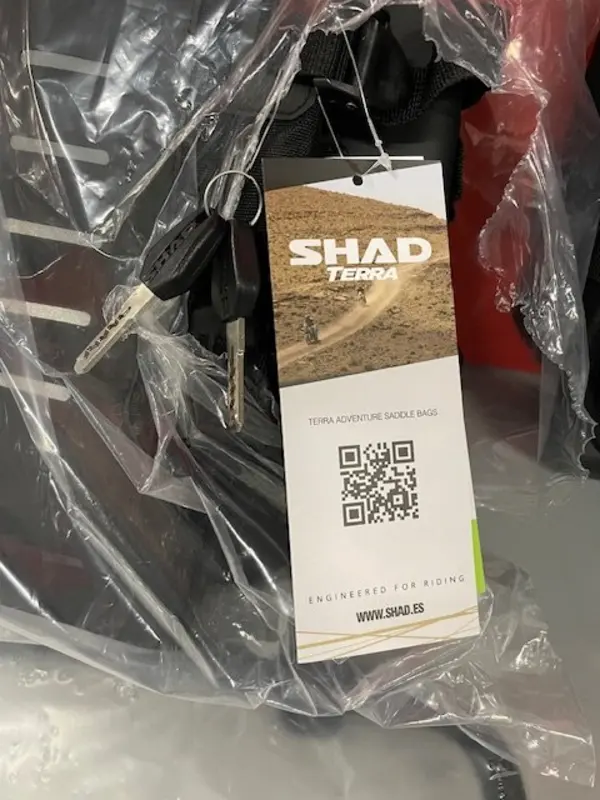 SHAD
TERRA
TERRA ADVENTURE SADDLE BAGS
ENGINEERED FOR RIDING
WWW.SHAD.ES